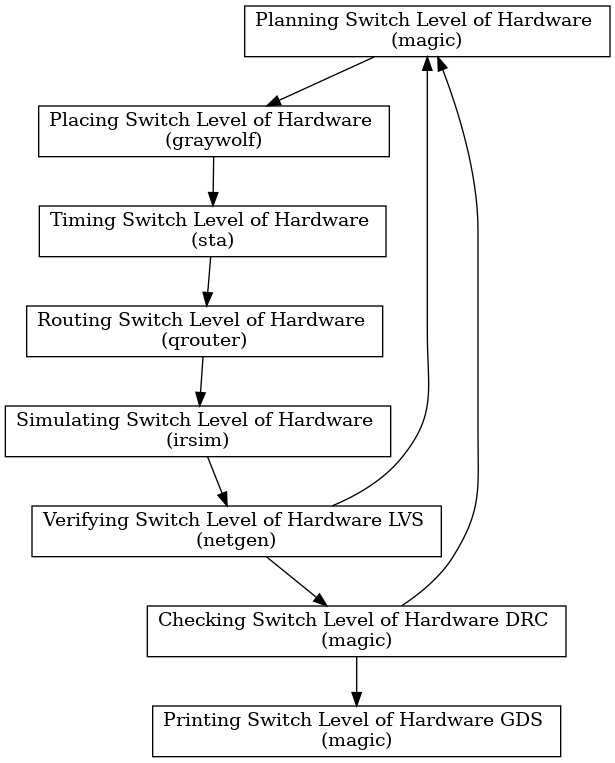 Planning Switch Level of Hardware
(magic)
Placing Switch Level of Hardware
(graywolf)
Timing Switch Level of Hardware
(sta)
Routing Switch Level of Hardware
(qrouter)
Simulating Switch Level of Hardware
(irsim)
Verifying Switch Level of Hardware LVS
(netgen)
Checking Switch Level of Hardware DRC
(magic)
Printing Switch Level of Hardware GDS
(magic)